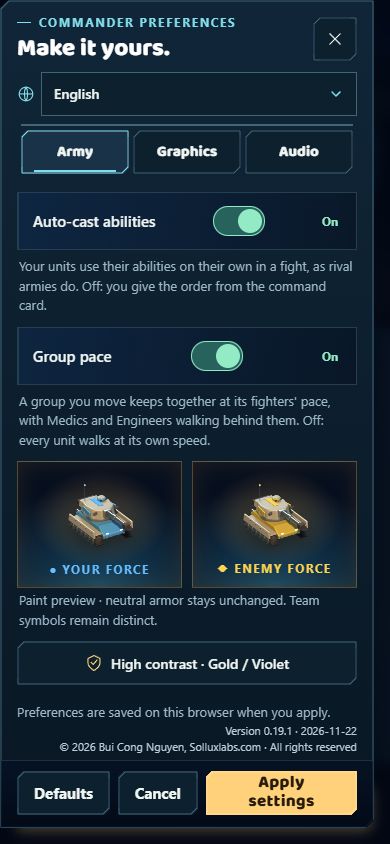 — COMMANDER PREFERENCES
Make it yours.
English
Army
Graphics
Audio
Auto-cast abilities
On
Your units use their abilities on their own in a fight, as rival
armies do. Off: you give the order from the command
card.
Group pace
On
A group you move keeps together at its fighters' pace,
with Medics and Engineers walking behind them. Off:
every unit walks at its own speed.
● YOUR FORCE
◆ ENEMY FORCE
Paint preview · neutral armor stays unchanged. Team
symbols remain distinct.
High contrast · Gold / Violet
Preferences are saved on this browser when you apply.
Version 0.19.1 · 2026-11-22
© 2026 Bui Cong Nguyen, Solluxlabs.com · All rights reserved
Defaults
Cancel
Apply
settings